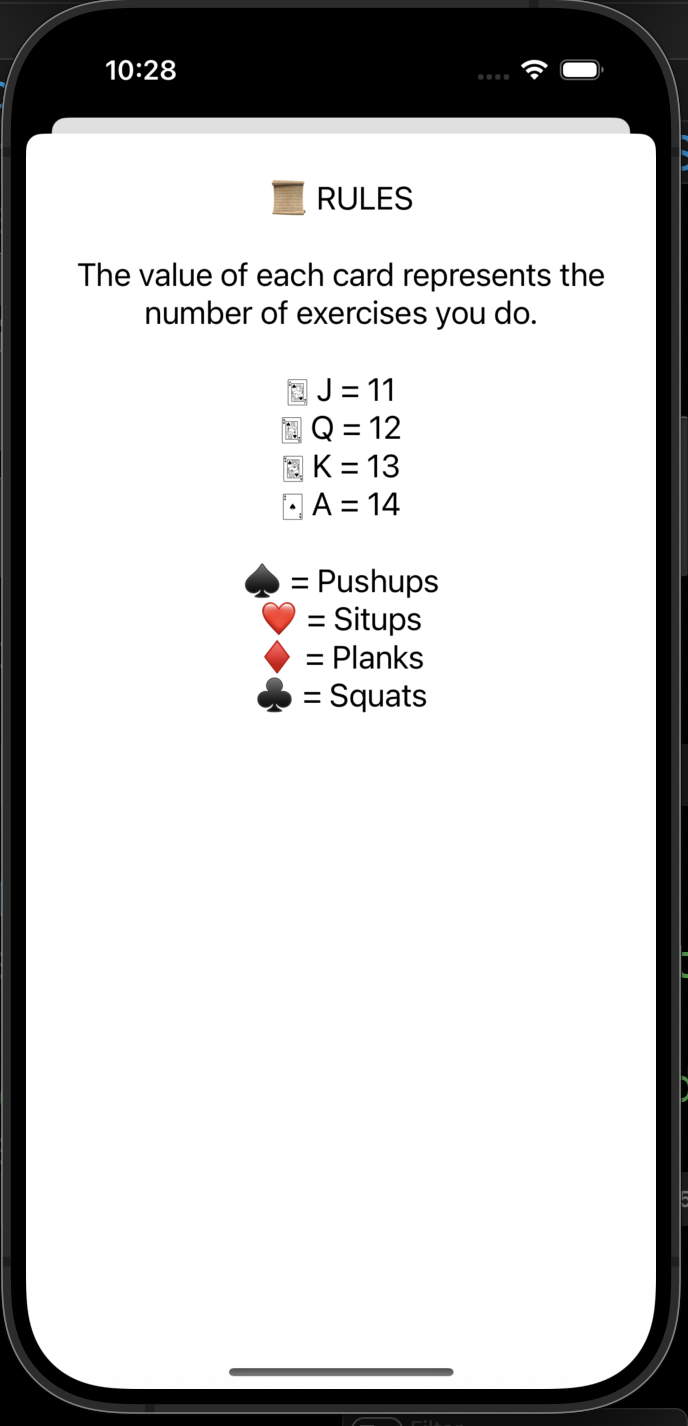 10:28
📜 RULES
The value of each card represents the
number of exercises you do.
🂫 J = 11
🂭 Q = 12
🂮 K = 13
🂡 A = 14
♠️ = Pushups
❤️ = Situps
♦️ = Planks
♣️ = Squats
Filter